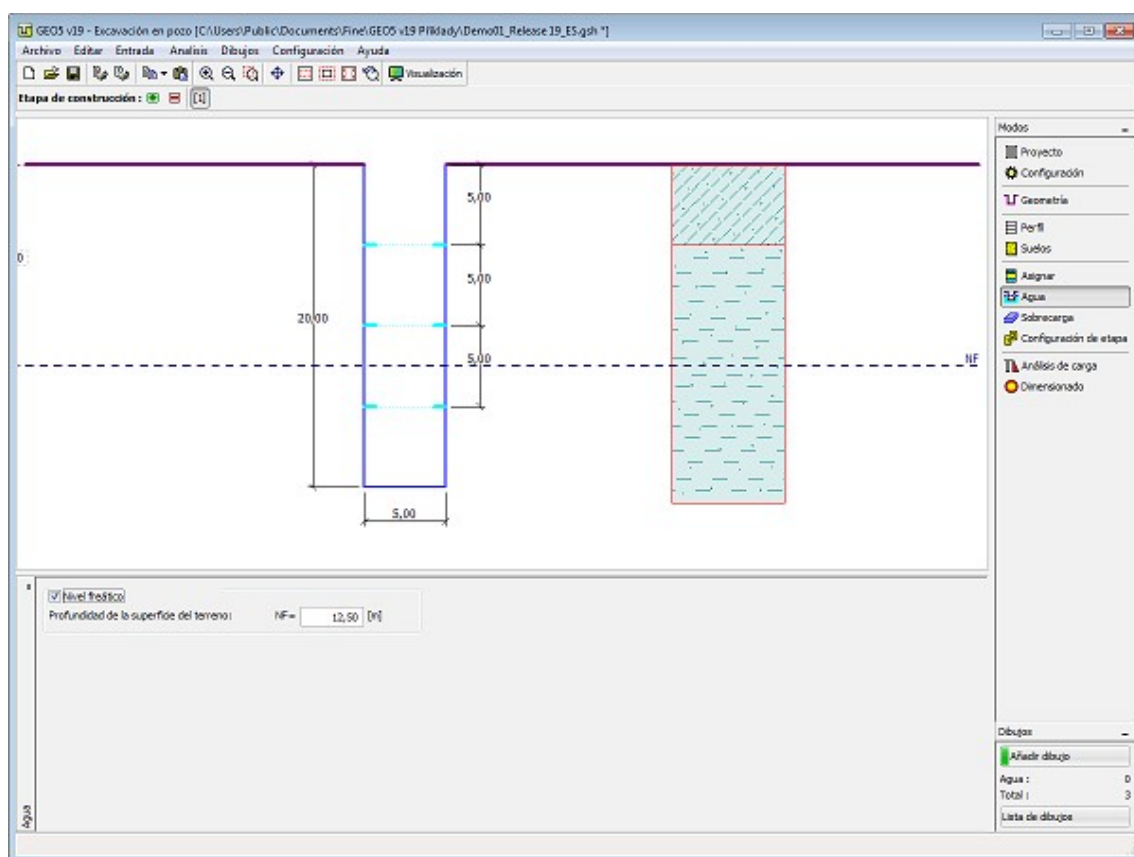 GEO5 v19 - Excavación en pozo [C:\Users\Public\Documents\Fine\GEO5 v19 Příklady\Demo01_Release 19_ES.gsh *]
Archivo Editar Entrada Analisis Dibujos Configuración Ayuda
Visualización
Etapa de construcción : [1]
Modos
Proyecto
Configuración
Geometría
Perfil
Suelos
Asignar
Agua
Sobrecarga
Configuración de etapa
Análisis de carga
Dimensionado
5,00
5,00
20,00
5,00
NF
5,00
Nivel freático
Profundidad de la superficie del terreno: NF= 12,50 [m]
Agua
Dibujos
Añadir dibujo
Agua : 0
Total : 3
Lista de dibujos